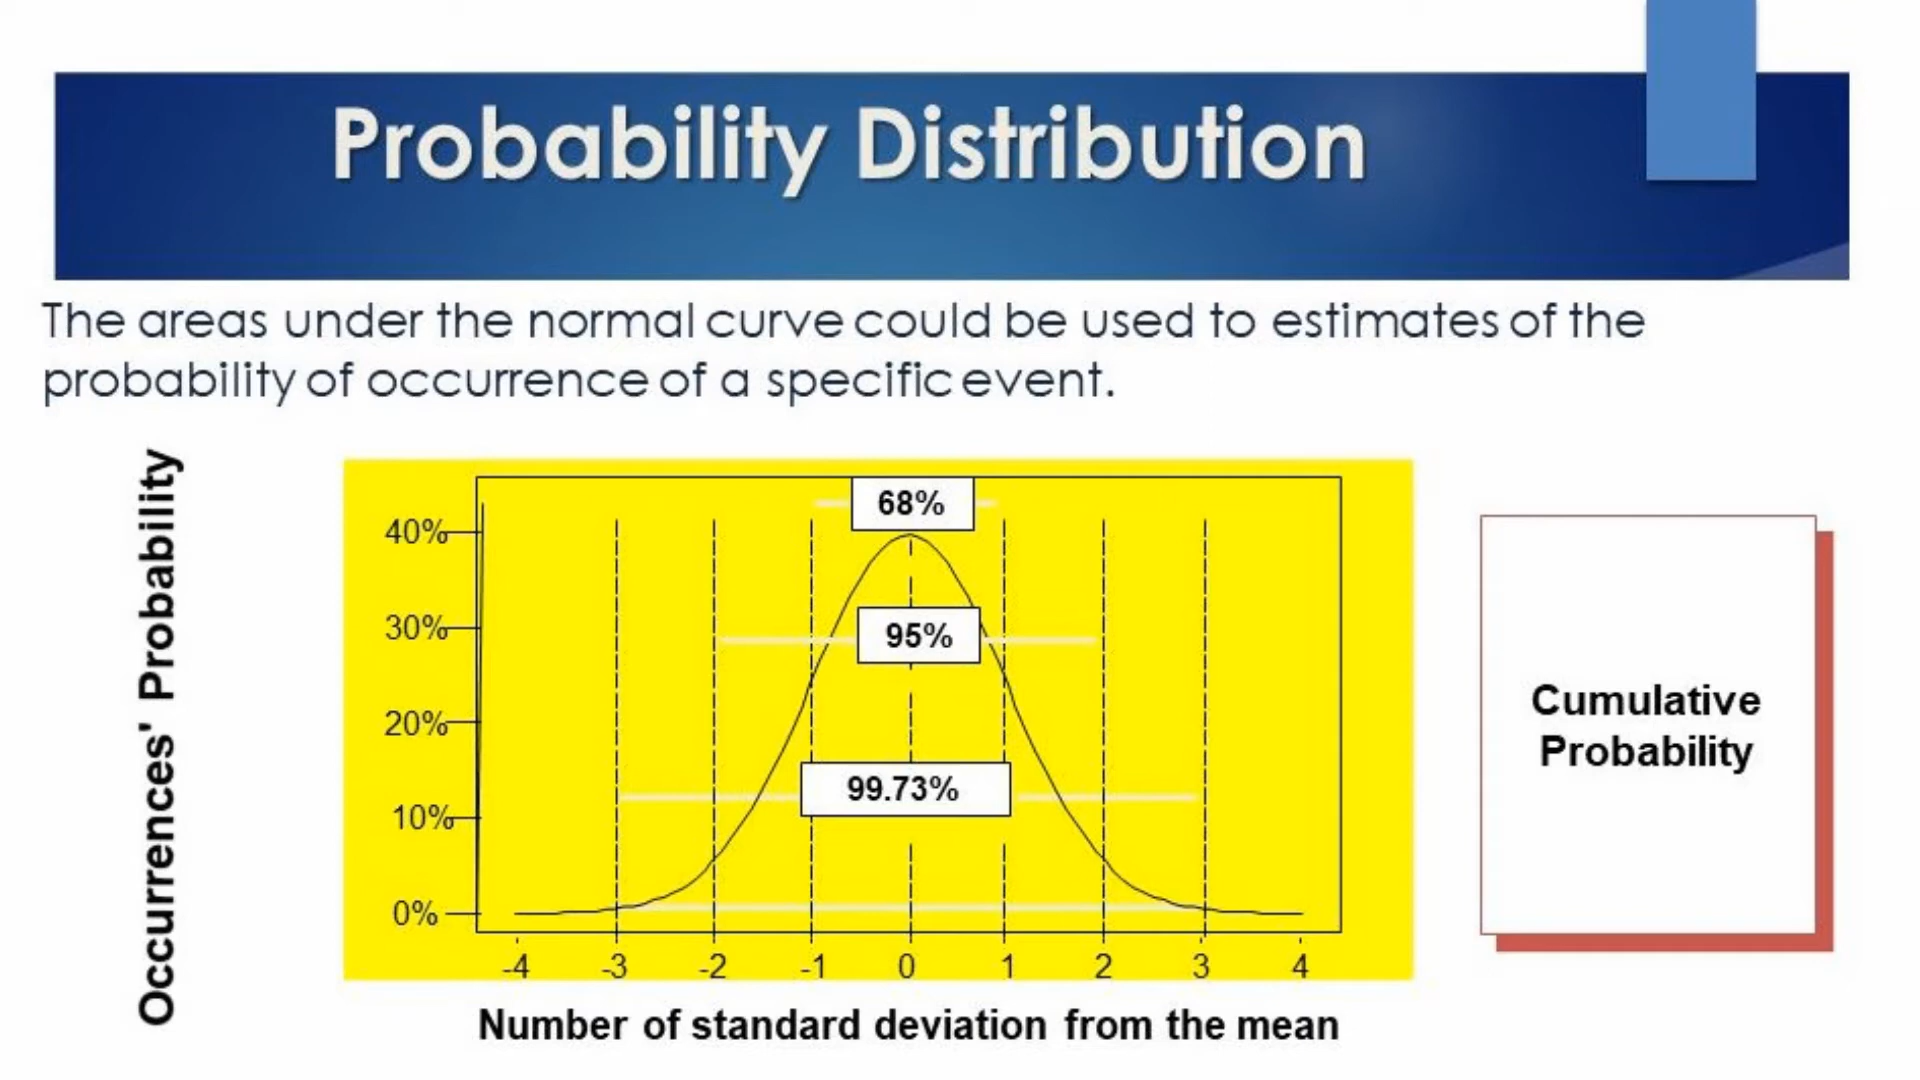 Probability Distribution
The areas under the normal curve could be used to estimates of the
probability of occurrence of a specific event.
Occurrences' Probability
68%
40%
30%
95%
20%
99.73%
10%
0%
-4 -3 -2 -1 0 1 2 3 4
Number of standard deviation from the mean
Cumulative
Probability